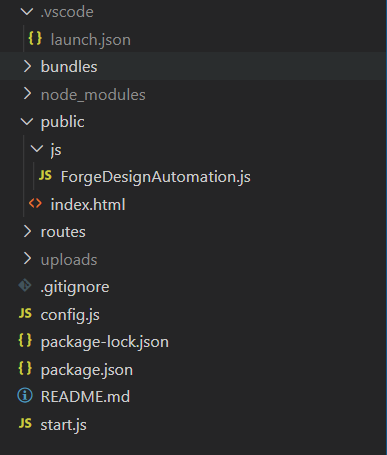 .vscode
{} launch.json
bundles
node_modules
public
js
JS ForgeDesignAutomation.js
<> index.html
routes
uploads
.gitignore
JS config.js
{} package-lock.json
{} package.json
README.md
JS start.js